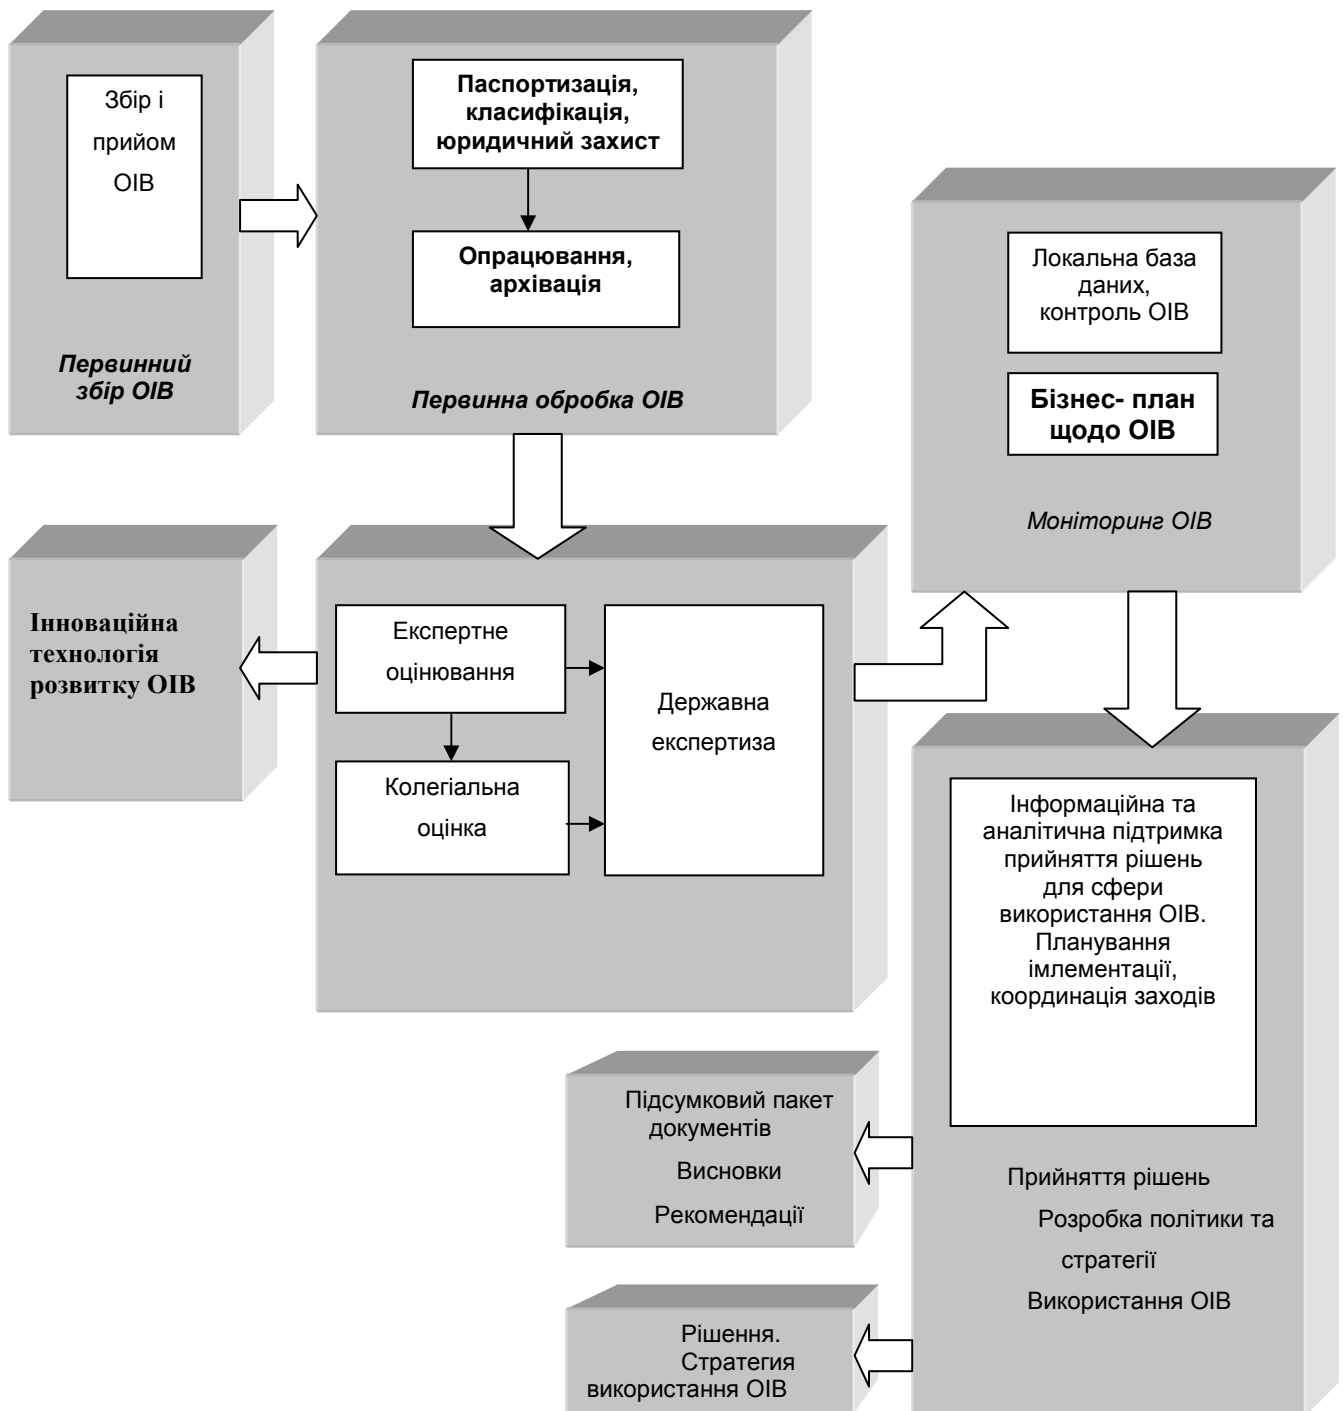 Збір і
прийом
ОІВ
Первинний
збір ОІВ
Паспортизація,
класифікація,
юридичний захист
Опрацювання,
архівація
Первинна обробка ОІВ
Локальна база
даних,
контроль ОІВ
Бізнес- план
щодо ОІВ
Моніторинг ОІВ
Інноваційна
технологія
розвитку ОІВ
Експертне
оцінювання
Колегіальна
оцінка
Державна
експертиза
Інформаційна та
аналітична підтримка
прийняття рішень
для сфери
використання ОІВ.
Планування
імлементації,
координація заходів
Прийняття рішень
Розробка політики та
стратегії
Використання ОІВ
Підсумковий пакет
документів
Висновки
Рекомендації
Рішення.
Стратегия
використання ОІВ